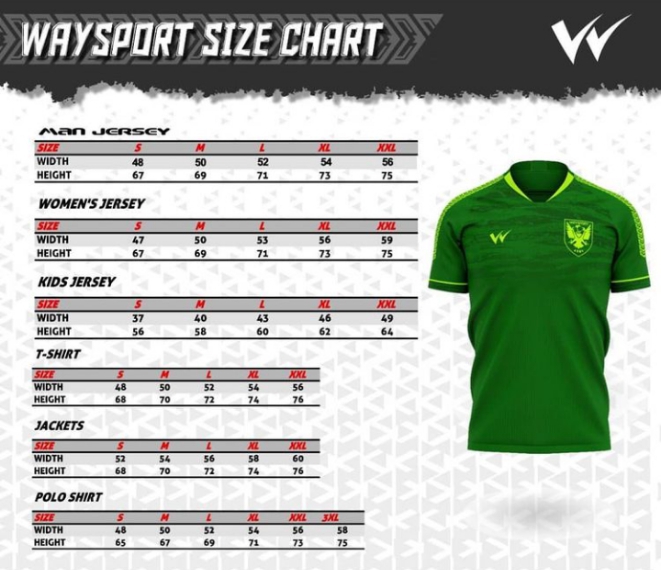 WAYSPORT SIZE CHART
MAN JERSEY
SIZE S M L XL XXL
WIDTH 48 50 52 54 56
HEIGHT 67 69 71 73 75
WOMEN'S JERSEY
SIZE S M L XL XXL
WIDTH 47 50 53 56 59
HEIGHT 67 69 71 73 75
KIDS JERSEY
SIZE S M L XL XXL
WIDTH 37 40 43 46 49
HEIGHT 56 58 60 62 64
T-SHIRT
SIZE S M L XL XXL
WIDTH 48 50 52 54 56
HEIGHT 68 70 72 74 76
JACKETS
SIZE S M L XL XXL
WIDTH 52 54 56 58 60
HEIGHT 68 70 72 74 76
POLO SHIRT
SIZE S M L XL XXL 3XL
WIDTH 48 50 52 54 56 58
HEIGHT 65 67 69 71 73 75